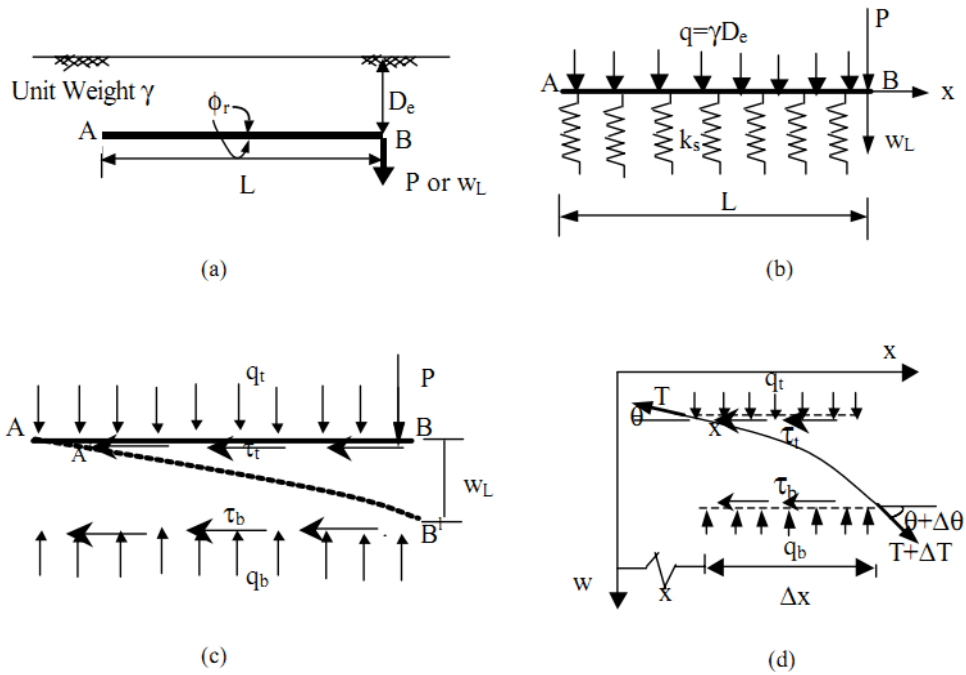 Unit Weight γ
ϕr
De
A
B
L
P or wL
(a)
P
q=γDe
A
B
x
ks
wL
L
(b)
qt
P
A
B
A
τt
wL
τb
B'
qb
(c)
x
T
qt
θ
x
τt
τb
θ+Δθ
qb
T+ΔT
w
x
Δx
(d)